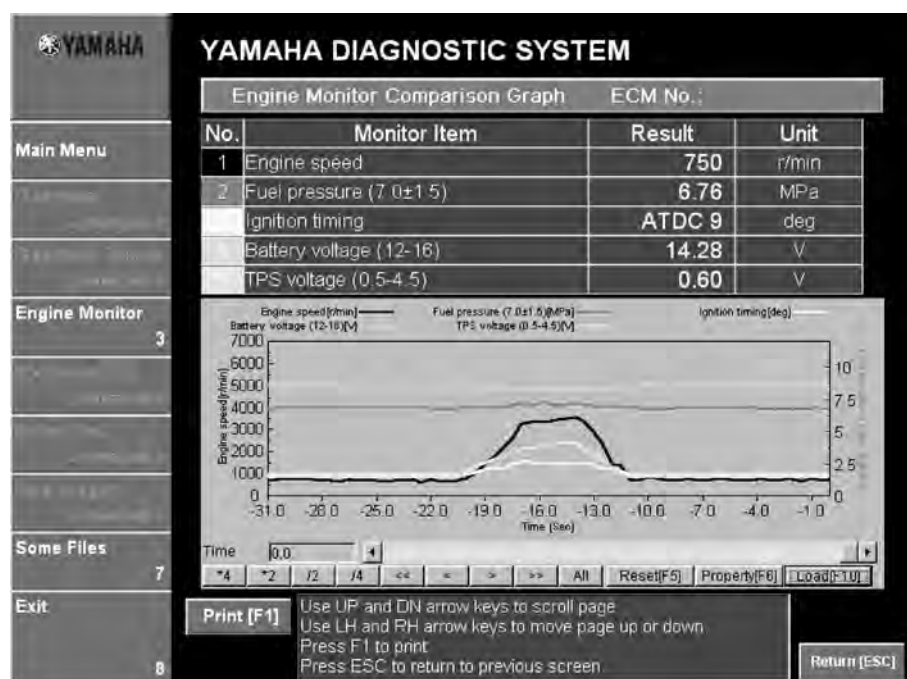 YAMAHA
YAMAHA DIAGNOSTIC SYSTEM
Engine Monitor Comparison Graph ECM No.:
No. Monitor Item Result Unit
1 Engine speed 750 r/min
2 Fuel pressure (7.0±1.5) 6.76 MPa
Ignition timing ATDC 9 deg
Battery voltage (12-16) 14.28 V
TPS voltage (0.5-4.5) 0.60 V
Main Menu
Engine Monitor
3
Some Files
7
Exit
8
Engine speed[r/min] Fuel pressure (7.0±1.5)[MPa] Ignition timing[deg]
Battery voltage (12-16)[V] TPS voltage (0.5-4.5)[V]
Engine speed[r/min]
7000
6000
5000
4000
3000
2000
1000
0
10
7.5
5
2.5
0
-31.0 -28.0 -25.0 -22.0 -19.0 -16.0 -13.0 -10.0 -7.0 -4.0 -1.0
Time [Sec]
Time 0.0
*4 *2 /2 /4 << < > >> All Reset[F5] Property[F6] Load[F10]
Print [F1]
Use UP and DN arrow keys to scroll page
Use LH and RH arrow keys to move page up or down
Press F1 to print
Press ESC to return to previous screen
Return [ESC]